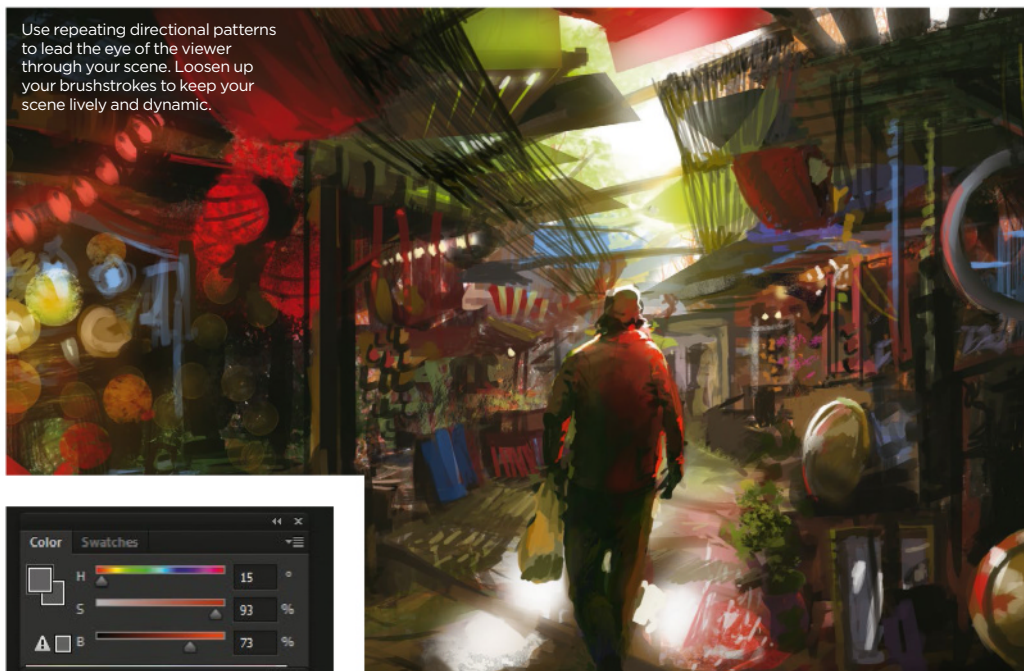 Use repeating directional patterns
to lead the eye of the viewer
through your scene. Loosen up
your brushstrokes to keep your
scene lively and dynamic.
Color Swatches
H 15 °
S 93 %
B 73 %